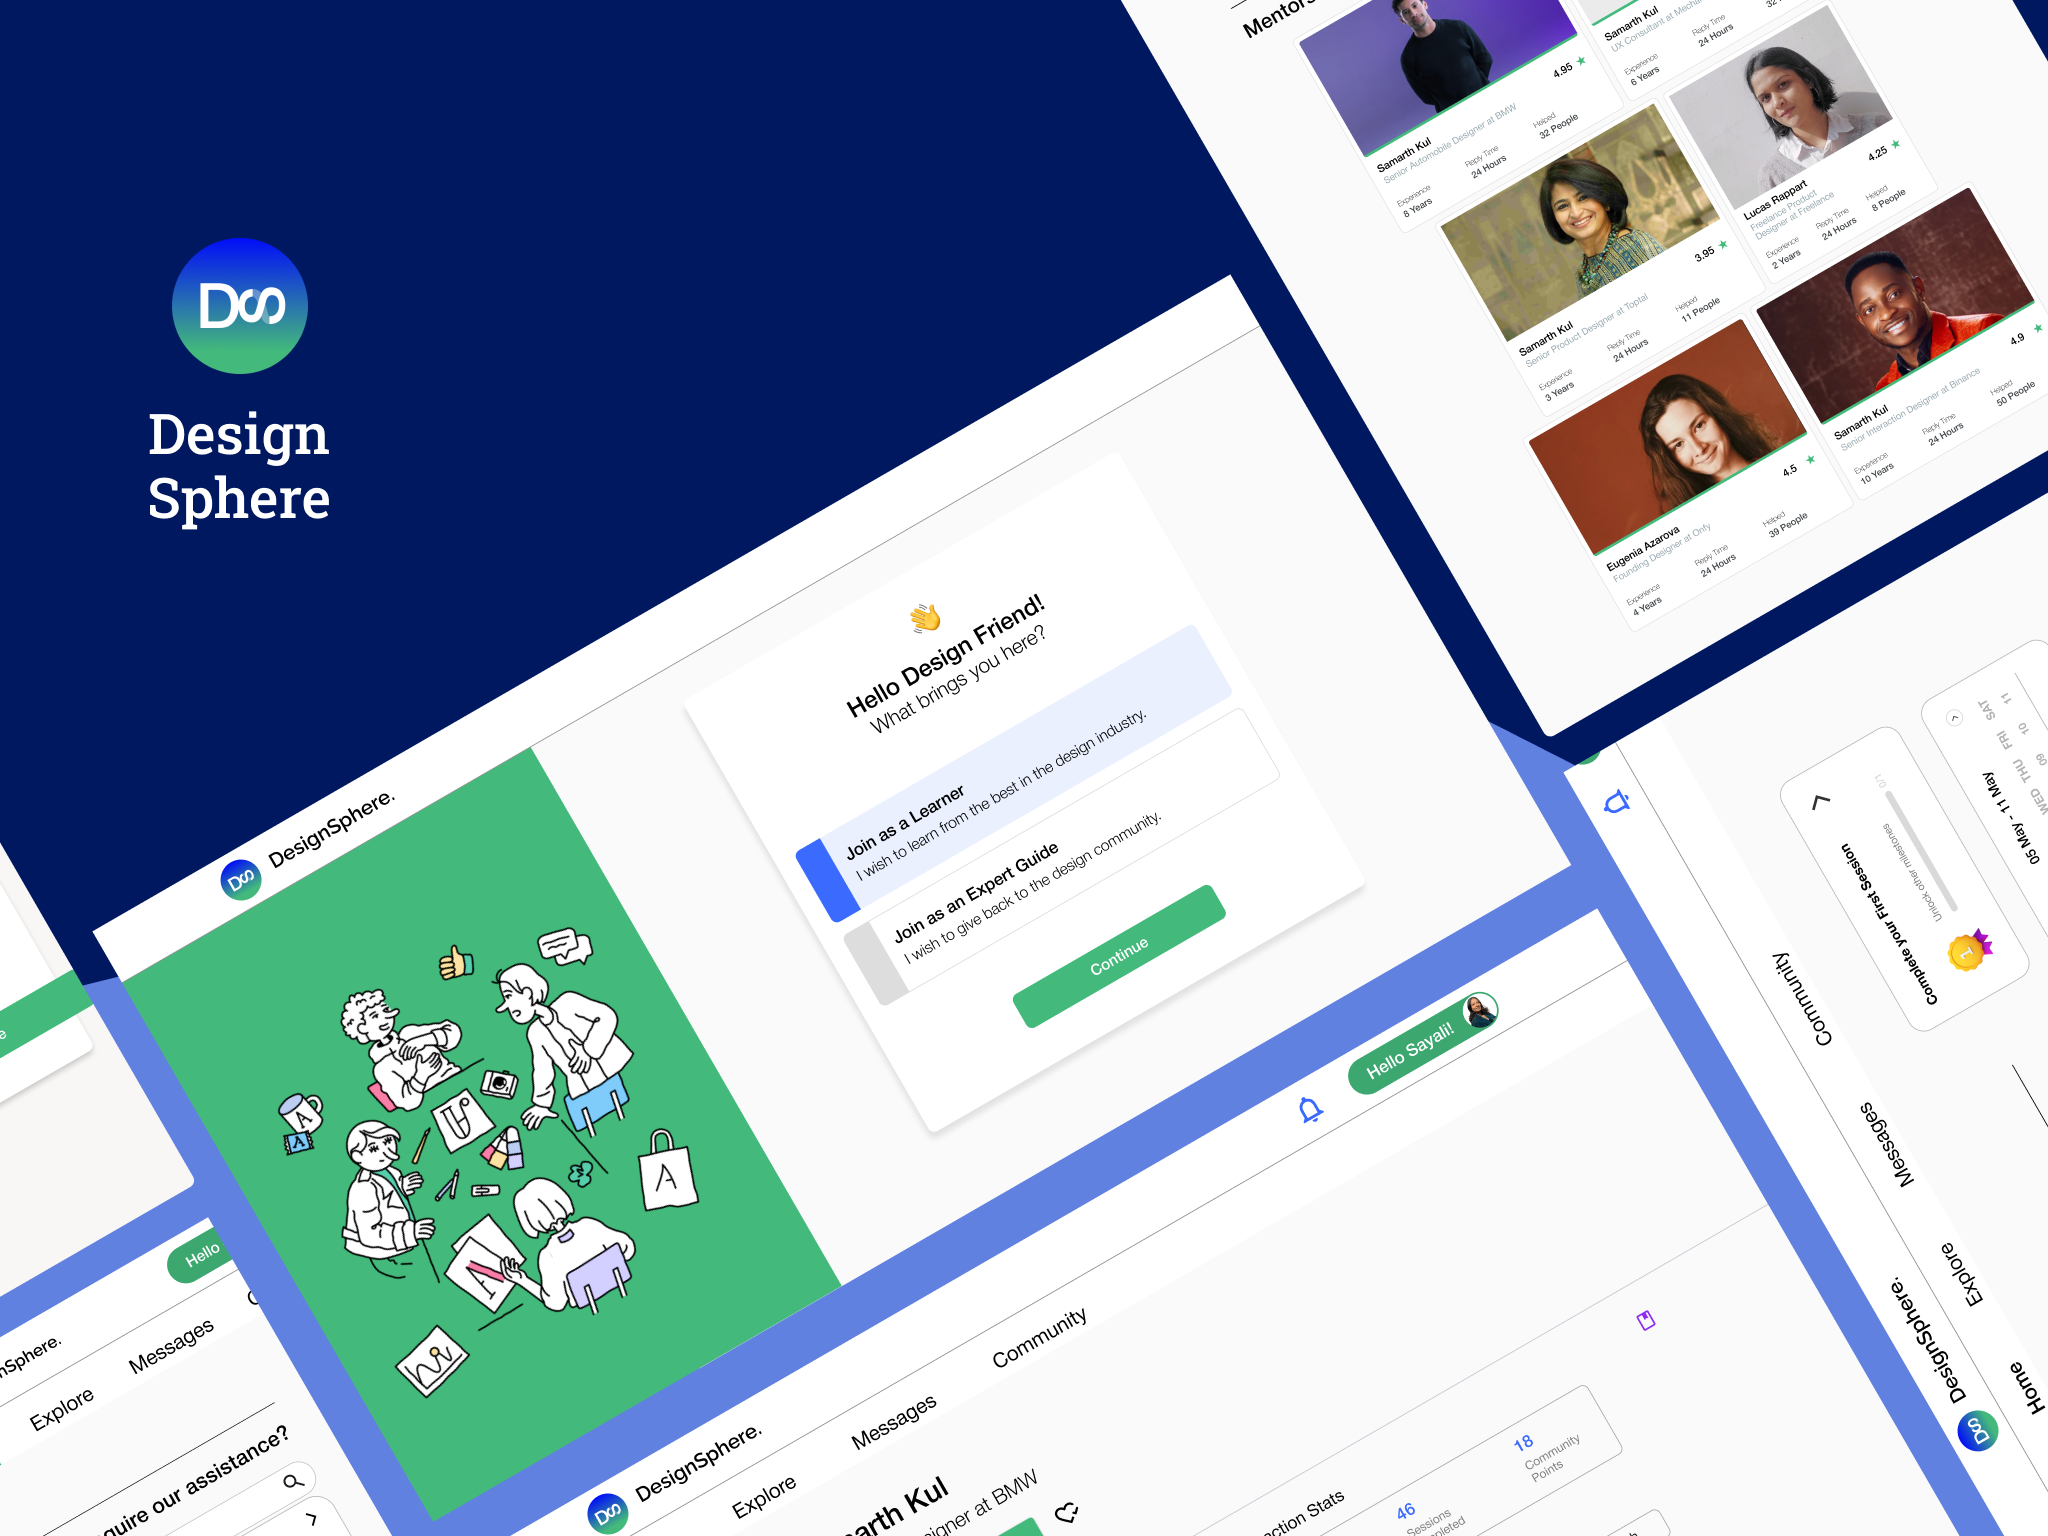 DS
Design
Sphere
Mentors
4.95
Samarth Kul
Senior Automobile Designer at BMW
Experience
8 Years
Reply Time
24 Hours
Helped
32 People
Samarth Kul
UX Consultant at
Experience
6 Years
Reply Time
24 Hours
3.95
Samarth Kul
Senior Product Designer at Toptal
Experience
3 Years
Reply Time
24 Hours
Helped
11 People
4.25
Lucas Rappart
Freelance Product
Designer at Freelance
Experience
2 Years
Reply Time
24 Hours
Helped
8 People
4.5
Eugenia Azarova
Founding Designer at Onfy
Experience
4 Years
Reply Time
24 Hours
Helped
39 People
4.9
Samarth Kul
Senior Interaction Designer at Binance
Experience
10 Years
Reply Time
24 Hours
Helped
50 People
DS
DesignSphere.
Hello Design Friend!
What brings you here?
Join as a Learner
I wish to learn from the best in the design industry.
Join as an Expert Guide
I wish to give back to the design community.
Continue
A
A
A
A
Hello
Sphere.
Explore
Messages
quire our assistance?
DS
DesignSphere.
Hello Sayali!
Explore
Messages
Community
arth Kul
igner at BMW
ction Stats
46
Sessions
18
Community
Points
DS
DesignSphere.
Home
Explore
Messages
Community
Complete your First Session
Unlock other milestones
0/1
1
05 May - 11 May
WED
THU
FRI
SAT
09
10
11